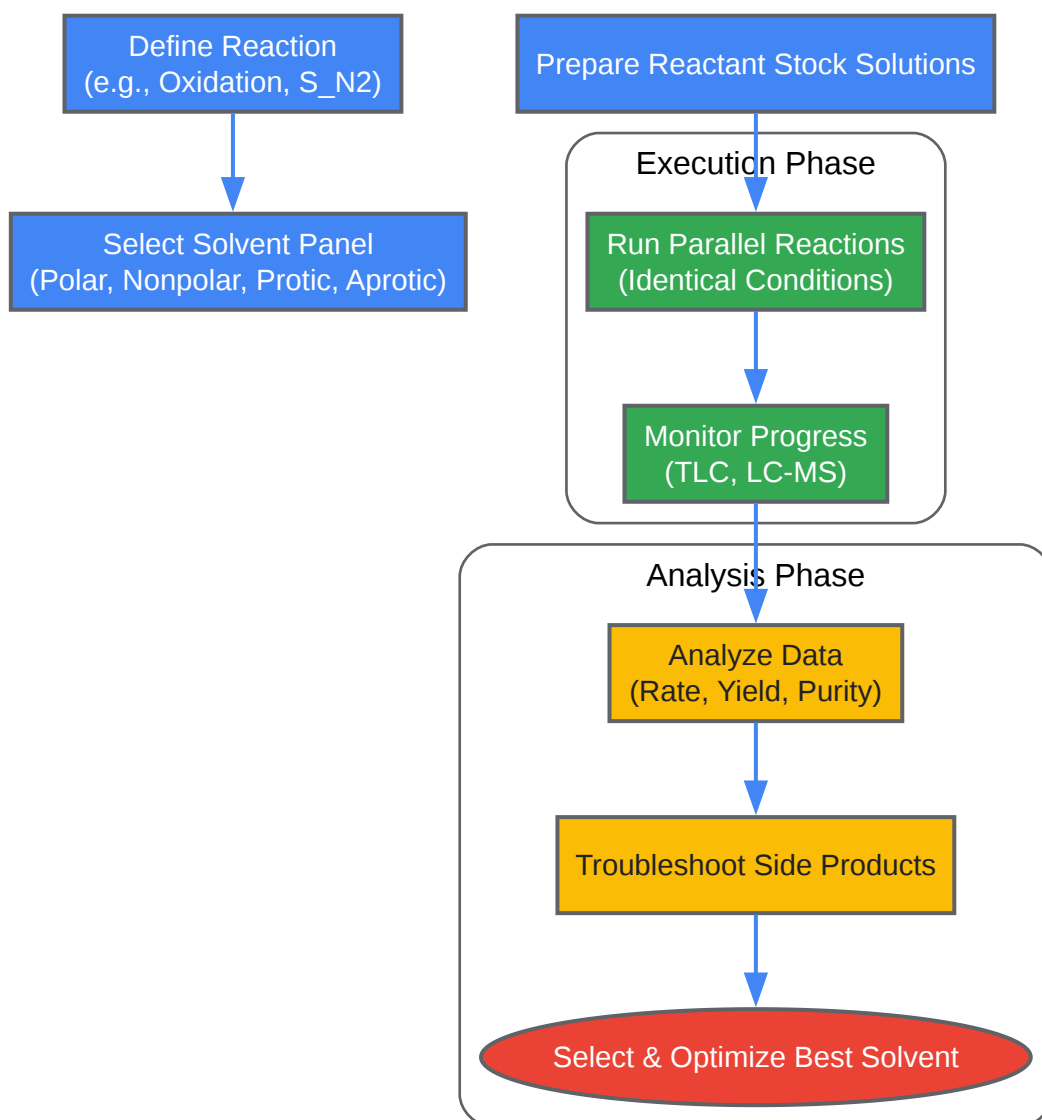 Define Reaction
(e.g., Oxidation, S_N2)
Prepare Reactant Stock Solutions
Execution Phase
Select Solvent Panel
(Polar, Nonpolar, Protic, Aprotic)
Run Parallel Reactions
(Identical Conditions)
Monitor Progress
(TLC, LC-MS)
Analysis Phase
Analyze Data
(Rate, Yield, Purity)
Troubleshoot Side Products
Select & Optimize Best Solvent